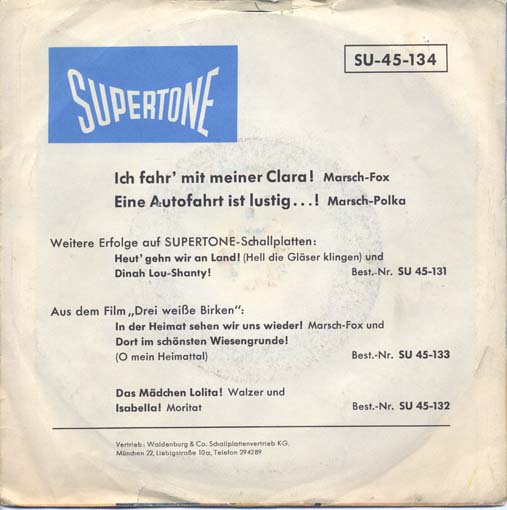 SUPERTONE
SU-45-134
Ich fahr' mit meiner Clara! Marsch-Fox
Eine Autofahrt ist lustig...! Marsch-Polka
Weitere Erfolge auf SUPERTONE-Schallplatten:
Heut' gehn wir an Land! (Hell die Gläser klingen) und
Dinah Lou-Shanty! Best.-Nr. SU 45-131
Aus dem Film „Drei weiße Birken":
In der Heimat sehen wir uns wieder! Marsch-Fox und
Dort im schönsten Wiesengrunde!
(O mein Heimattal) Best.-Nr. SU 45-133
Das Mädchen Lolita! Walzer und
Isabella! Moritat Best.-Nr. SU 45-132
Vertrieb: Waldenburg & Co. Schallplattenvertrieb KG.
München 22, Liebigstraße 10a, Telefon 294289